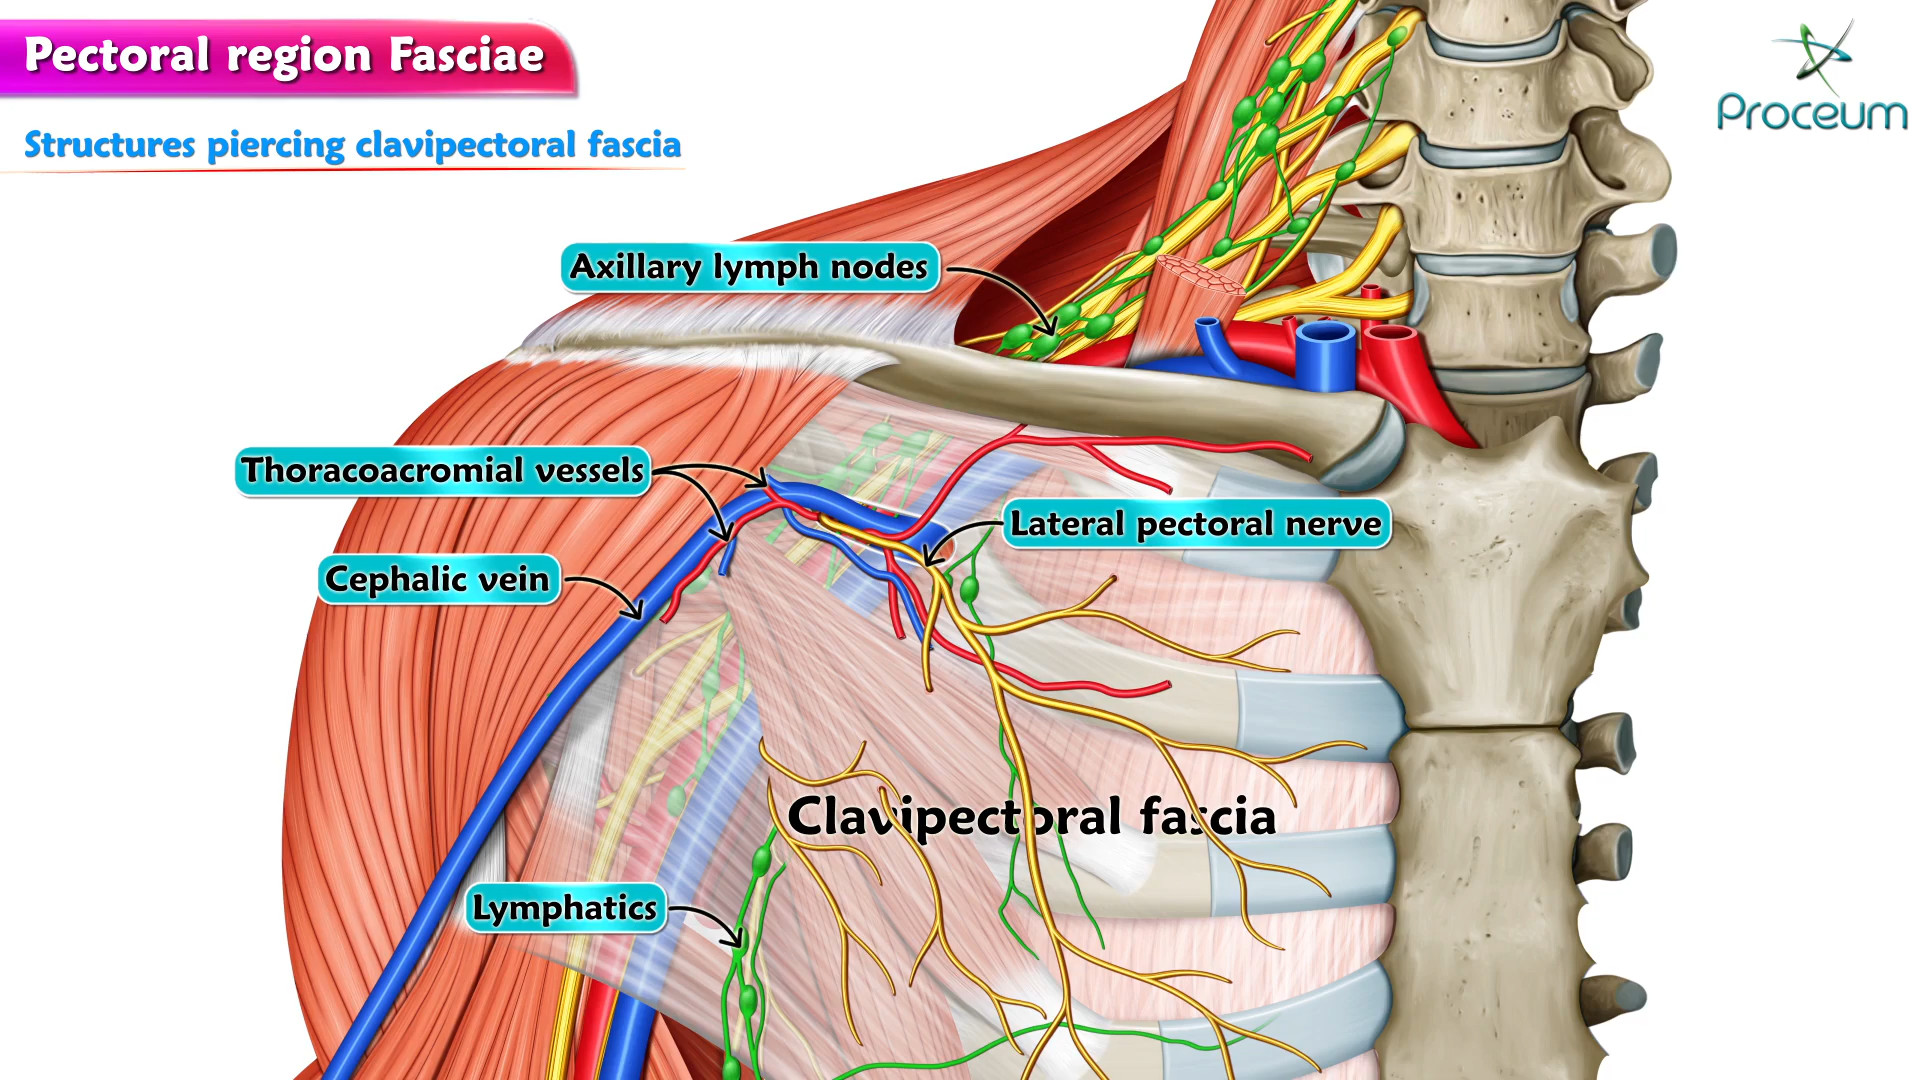 Pectoral region Fasciae
Proceum
Structures piercing clavipectoral fascia
Axillary lymph nodes
Thoracoacromial vessels
Lateral pectoral nerve
Cephalic vein
Clavipectoral fascia
Lymphatics